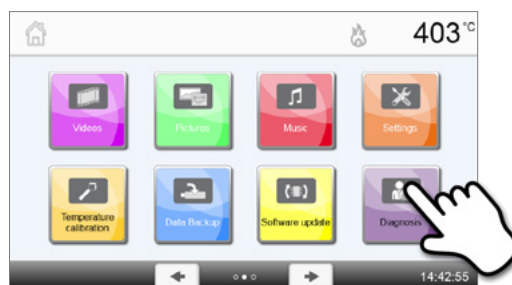 403 °C
Videos
Pictures
Music
Settings
Temperature
calibration
Data Backup
Software update
Diagnosis
14:42:55